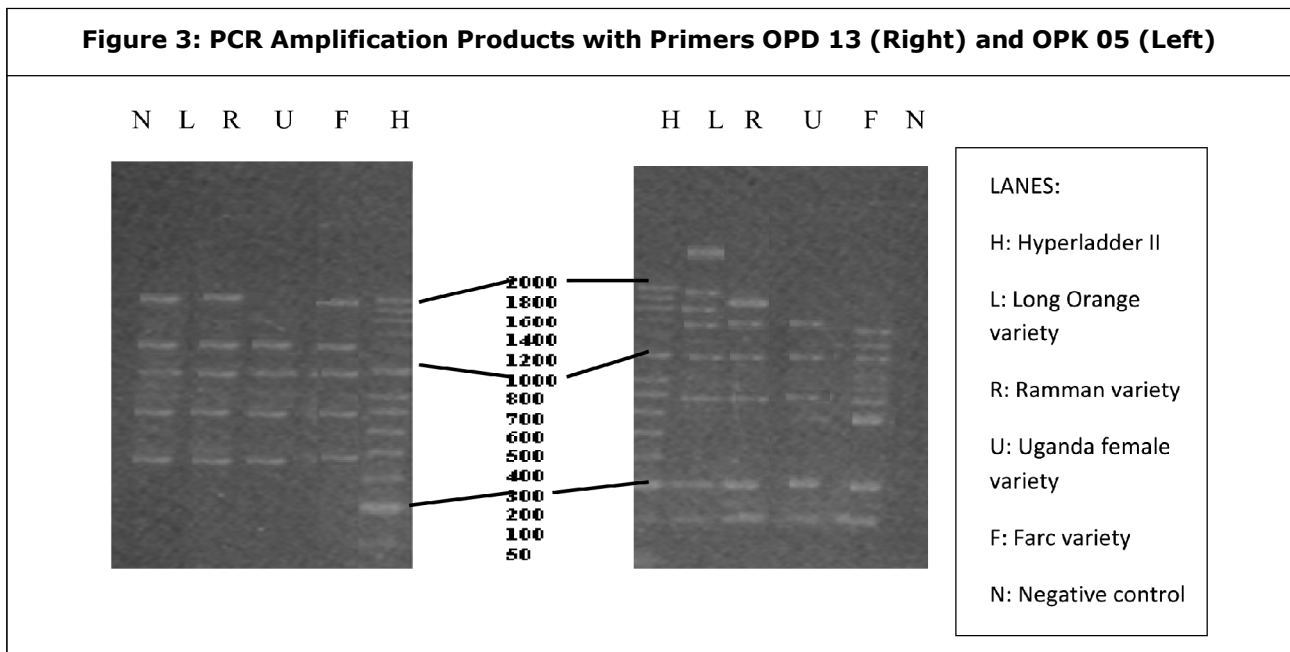 Figure 3: PCR Amplification Products with Primers OPD 13 (Right) and OPK 05 (Left)
N L R U F H
H L R U F N
2000
1800
1600
1400
1200
1000
800
700
600
500
400
300
200
100
50
LANES:
H: Hyperladder II
L: Long Orange
variety
R: Ramman variety
U: Uganda female
variety
F: Farc variety
N: Negative control